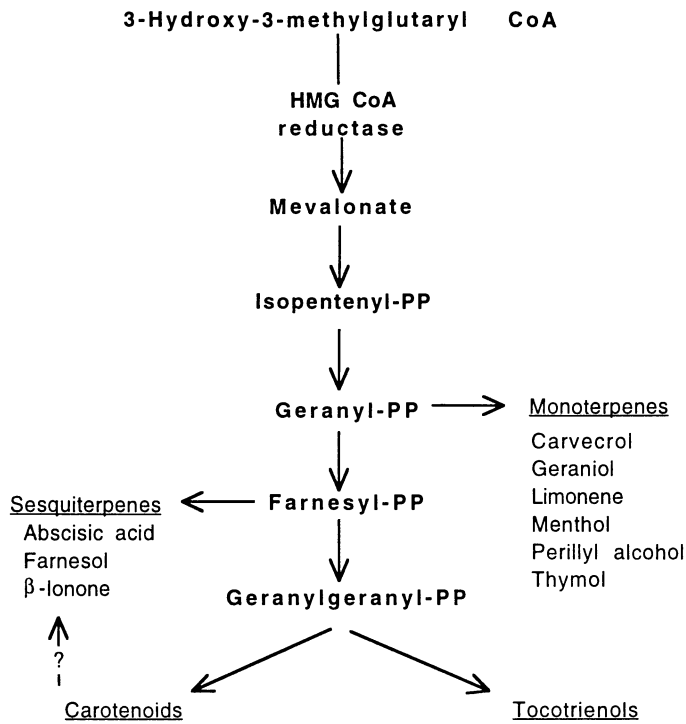 3-Hydroxy-3-methylglutaryl CoA
HMG CoA
reductase
Mevalonate
Isopentenyl-PP
Geranyl-PP
Monoterpenes
Carvecrol
Geraniol
Limonene
Menthol
Perillyl alcohol
Thymol
Farnesyl-PP
Sesquiterpenes
Abscisic acid
Farnesol
β-Ionone
Geranylgeranyl-PP
?
Carotenoids
Tocotrienols